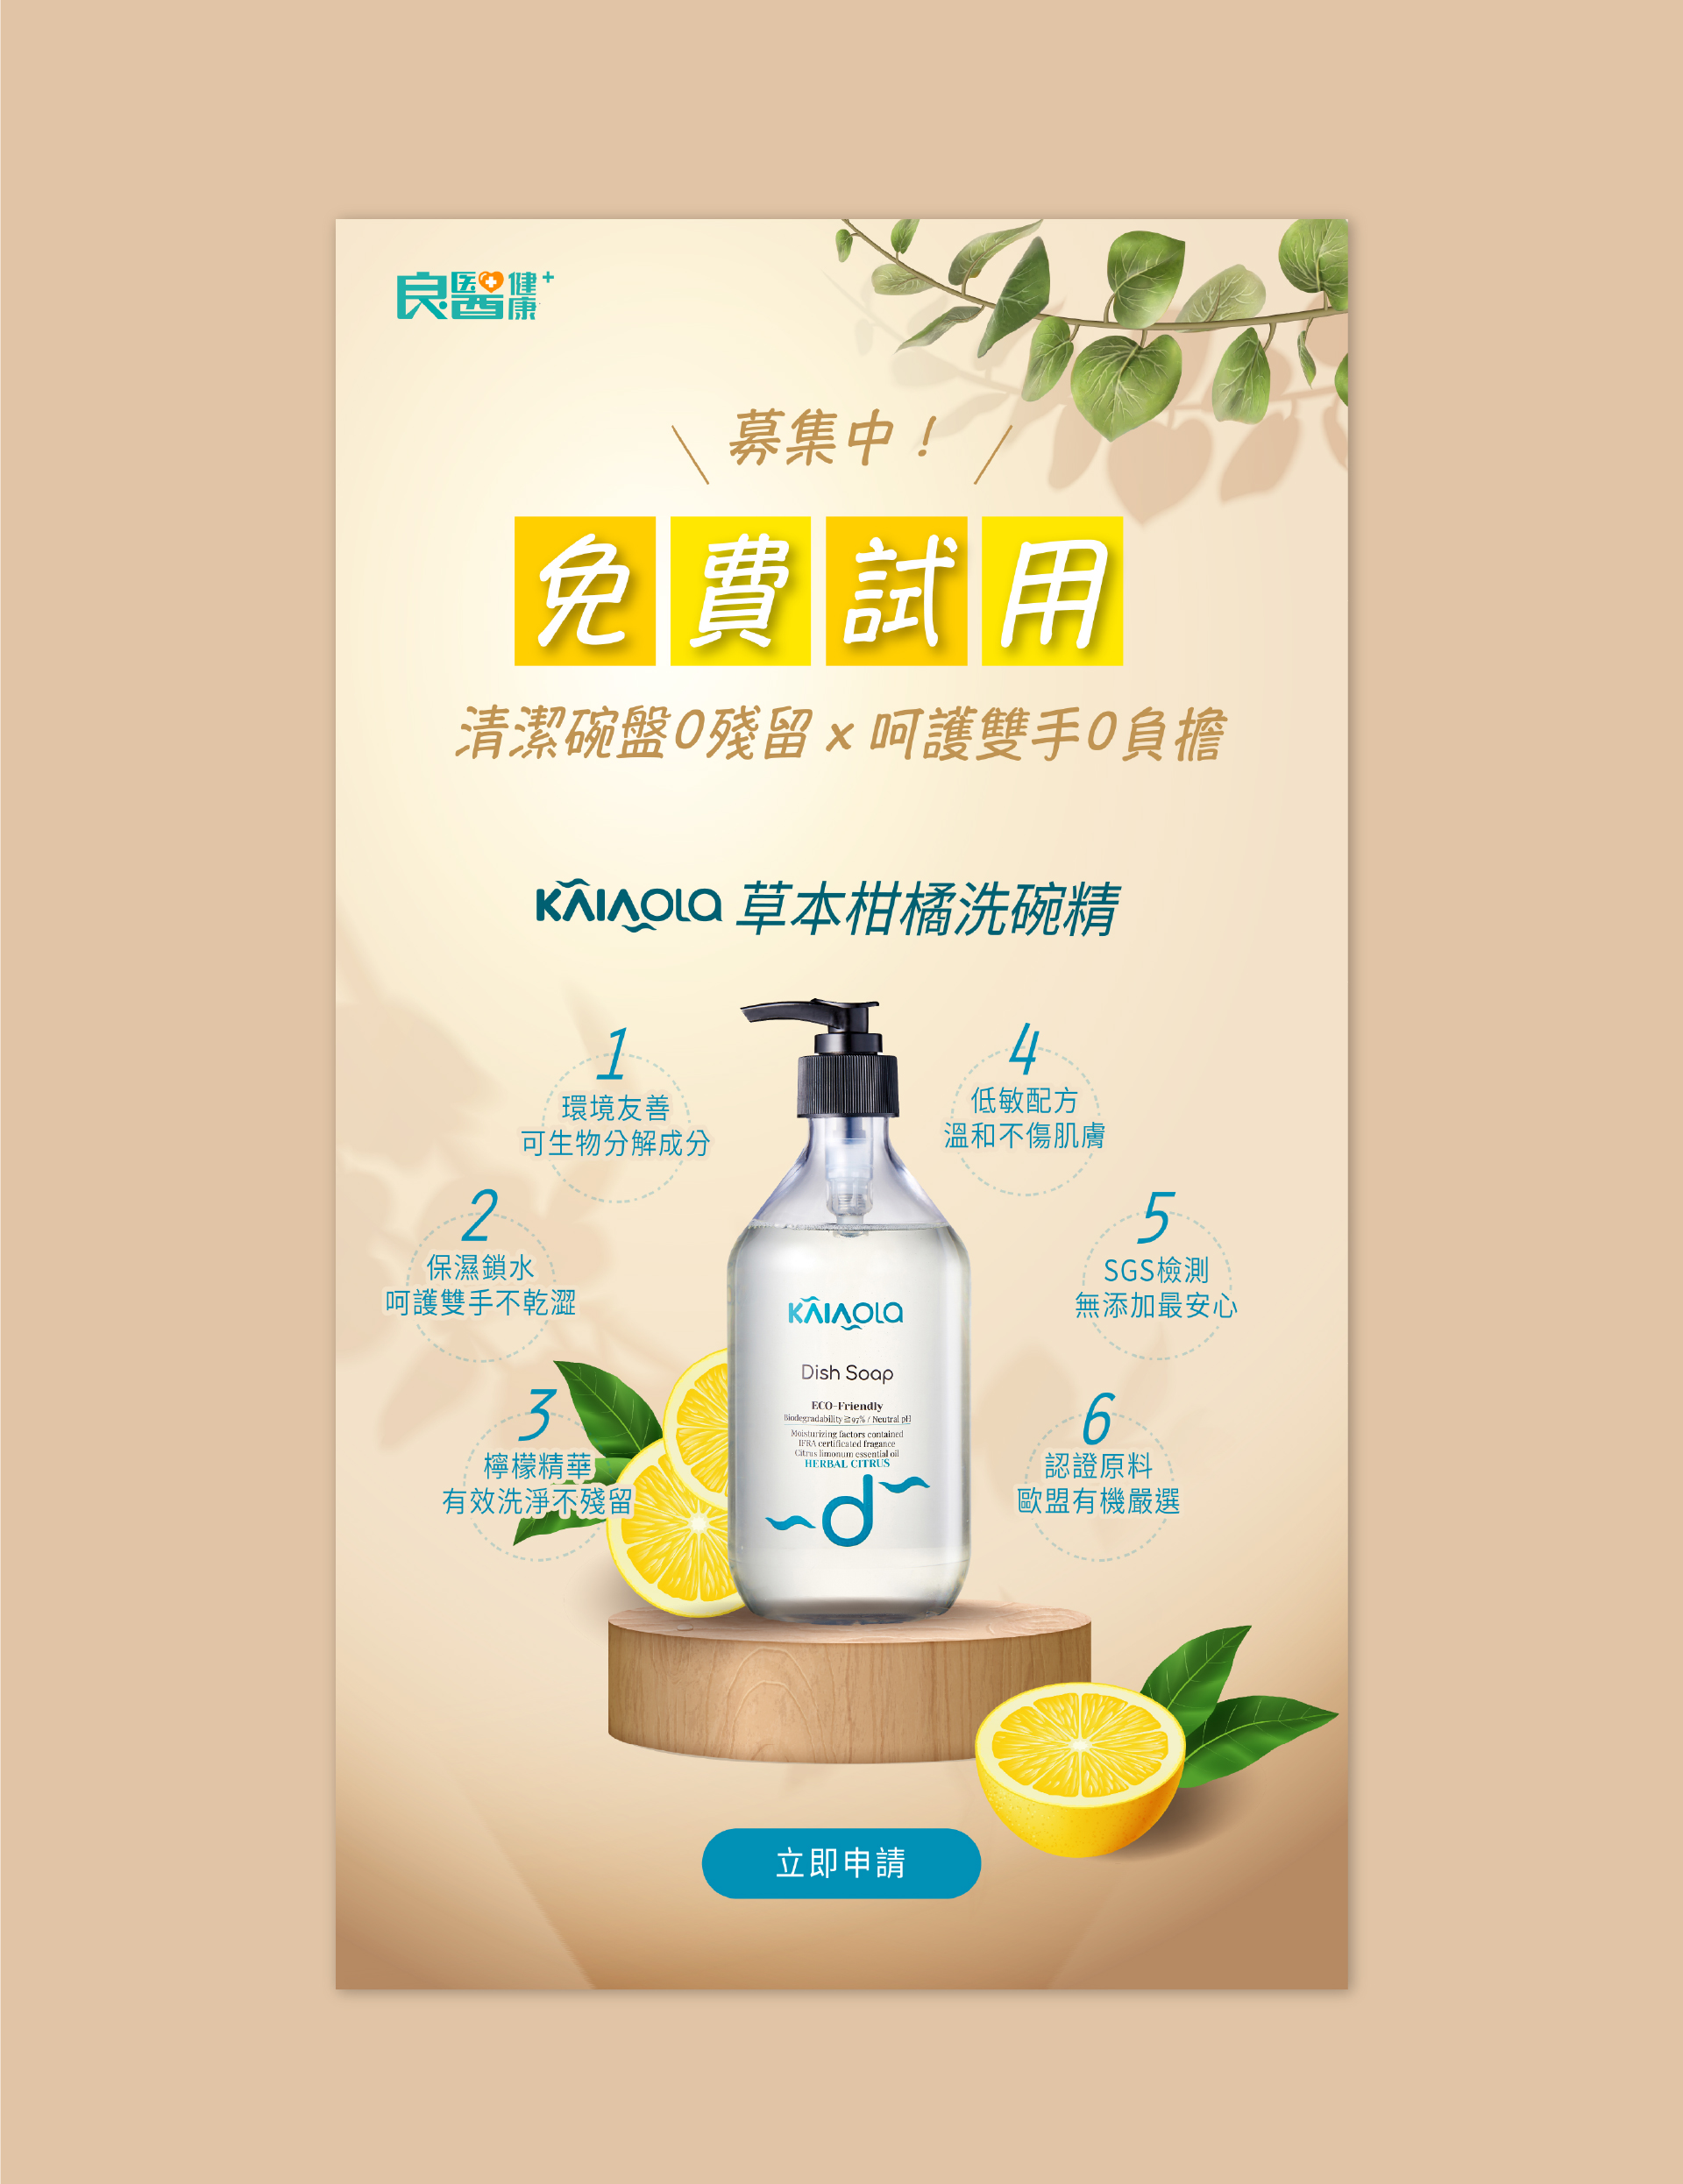 良醫健康+
募集中！
免費試用
清潔碗盤0殘留 x 呵護雙手0負擔
KAIAOLA 草本柑橘洗碗精
1
環境友善
可生物分解成分
2
保濕鎖水
呵護雙手不乾澀
3
檸檬精華
有效洗淨不殘留
4
低敏配方
溫和不傷肌膚
5
SGS檢測
無添加最安心
6
認證原料
歐盟有機嚴選
KAIAOLA
Dish Soap
ECO-Friendly
Biodegradability ≧97% / Neutral pH
Moisturizing factors contained
IFRA certificated fragance
Citrus limonum essential oil
HERBAL CITRUS
d
立即申請